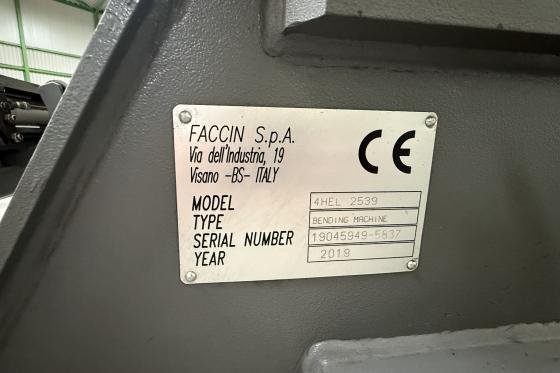 FACCIN S.p.A.
Via dell'Industria, 19
Visano -BS- ITALY
CE
MODEL 4HEL 2539
TYPE BENDING MACHINE
SERIAL NUMBER 19045949-5837
YEAR 2019